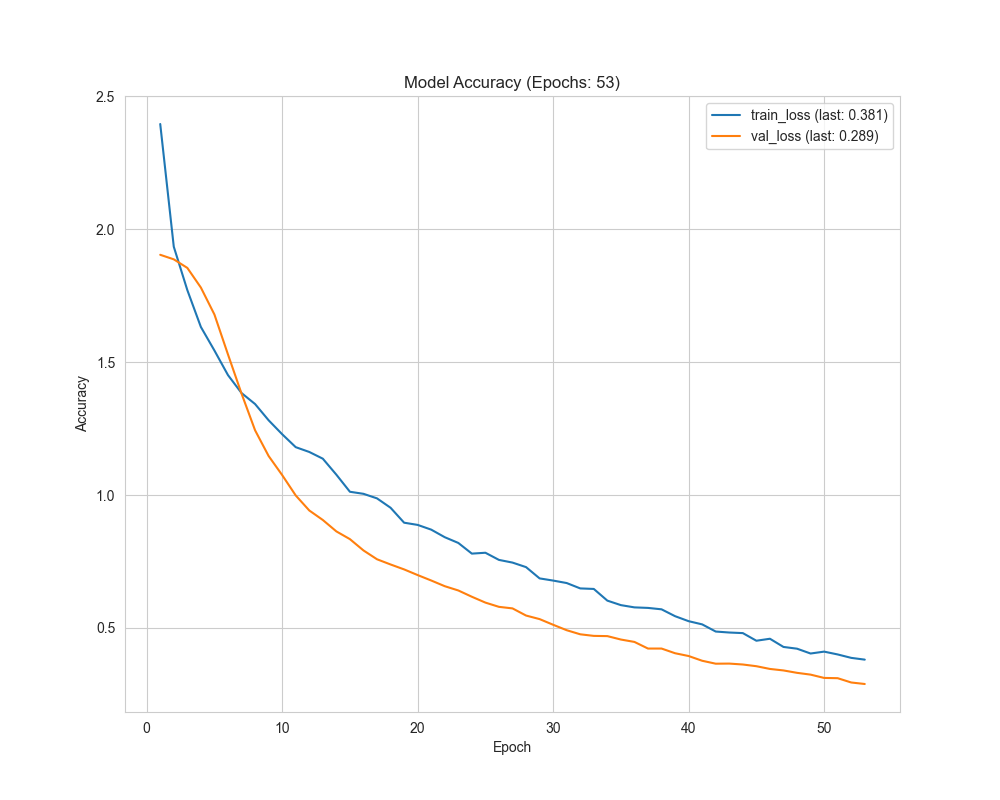 Model Accuracy (Epochs: 53)
train_loss (last: 0.381)
val_loss (last: 0.289)
2.5
2.0
1.5
1.0
0.5
Accuracy
0 10 20 30 40 50
Epoch